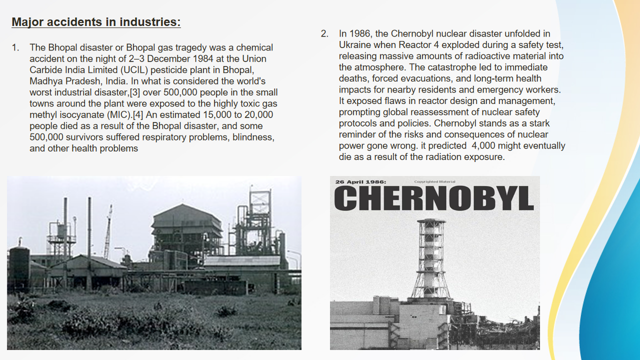 Major accidents in industries:
1. The Bhopal disaster or Bhopal gas tragedy was a chemical
accident on the night of 2–3 December 1984 at the Union
Carbide India Limited (UCIL) pesticide plant in Bhopal,
Madhya Pradesh, India. In what is considered the world's
worst industrial disaster,[3] over 500,000 people in the small
towns around the plant were exposed to the highly toxic gas
methyl isocyanate (MIC).[4] An estimated 15,000 to 20,000
people died as a result of the Bhopal disaster, and some
500,000 survivors suffered respiratory problems, blindness,
and other health problems
2. In 1986, the Chernobyl nuclear disaster unfolded in
Ukraine when Reactor 4 exploded during a safety test,
releasing massive amounts of radioactive material into
the atmosphere. The catastrophe led to immediate
deaths, forced evacuations, and long-term health
impacts for nearby residents and emergency workers.
It exposed flaws in reactor design and management,
prompting global reassessment of nuclear safety
protocols and policies. Chernobyl stands as a stark
reminder of the risks and consequences of nuclear
power gone wrong. it predicted 4,000 might eventually
die as a result of the radiation exposure.
26 April 1986:
CHERNOBYL